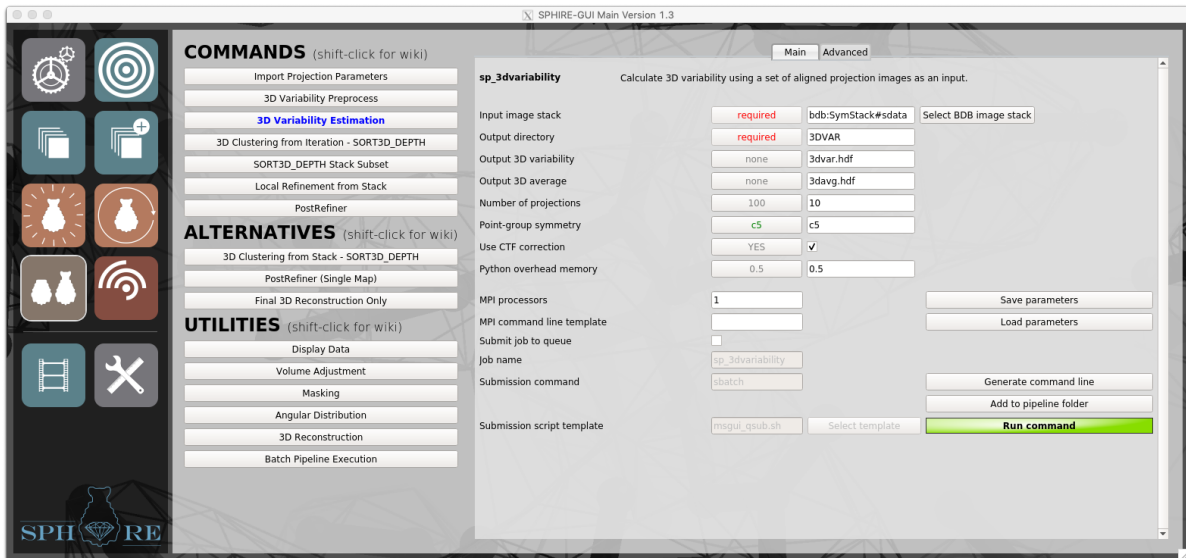 SPHIRE-GUI Main Version 1.3
COMMANDS (shift-click for wiki)
Import Projection Parameters
3D Variability Preprocess
3D Variability Estimation
3D Clustering from Iteration - SORT3D_DEPTH
SORT3D_DEPTH Stack Subset
Local Refinement from Stack
PostRefiner
ALTERNATIVES (shift-click for wiki)
3D Clustering from Stack - SORT3D_DEPTH
PostRefiner (Single Map)
Final 3D Reconstruction Only
UTILITIES (shift-click for wiki)
Display Data
Volume Adjustment
Masking
Angular Distribution
3D Reconstruction
Batch Pipeline Execution
SPHIRE
Main Advanced
sp_3dvariability Calculate 3D variability using a set of aligned projection images as an input.
Input image stack required bdb:SymStack#sdata Select BDB image stack
Output directory required 3DVAR
Output 3D variability none 3dvar.hdf
Output 3D average none 3davg.hdf
Number of projections 100 10
Point-group symmetry c5 c5
Use CTF correction YES
Python overhead memory 0.5 0.5
MPI processors 1 Save parameters
MPI command line template Load parameters
Submit job to queue
Job name sp_3dvariability
Submission command sbatch Generate command line
Add to pipeline folder
Submission script template msgui_qsub.sh Select template Run command